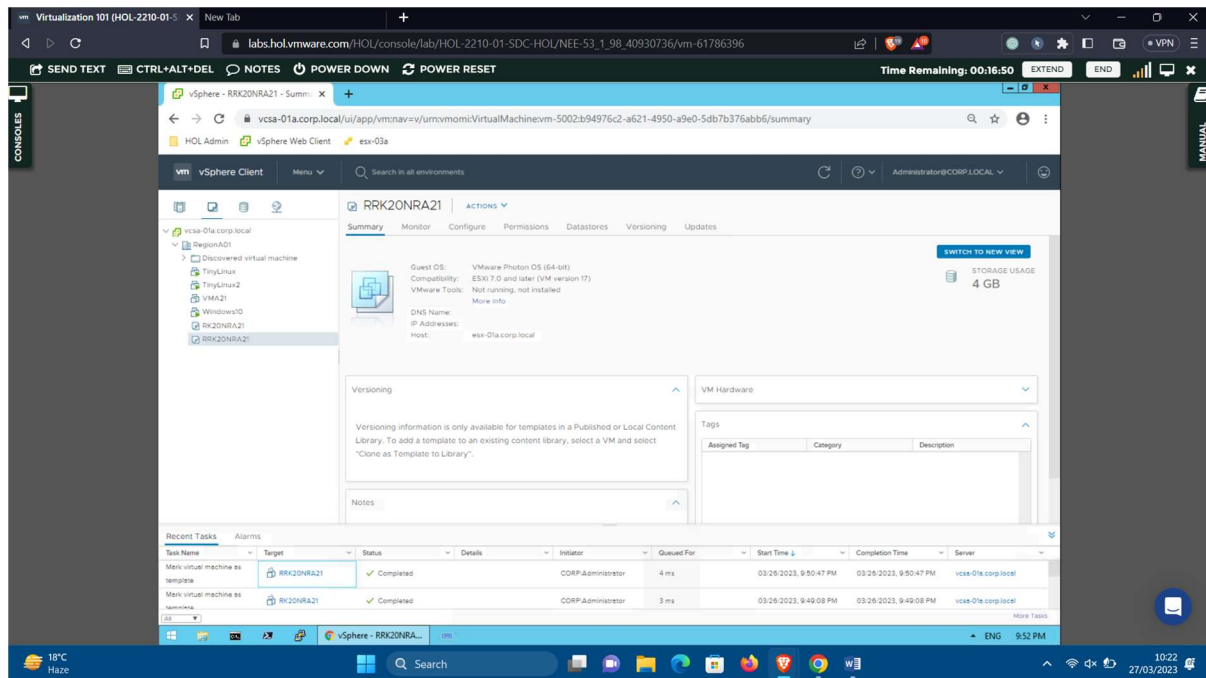 vm Virtualization 101 (HOL-2210-01-S × New Tab +
labs.hol.vmware.com/HOL/console/lab/HOL-2210-01-SDC-HOL/NEE-53_1_98_40930736/vm-61786396 VPN
SEND TEXT CTRL+ALT+DEL NOTES POWER DOWN POWER RESET Time Remaining: 00:16:50 EXTEND END
CONSOLES
MANUAL
vSphere - RRK20NRA21 - Summ × +
vcsa-01a.corp.local/ui/app/vm;nav=v/urn:vmomi:VirtualMachine:vm-5002:b94976c2-a621-4950-a9e0-5db7b376abb6/summary
HOL Admin vSphere Web Client esx-03a
vm vSphere Client Menu Search in all environments Administrator@CORP.LOCAL
RRK20NRA21 ACTIONS
Summary Monitor Configure Permissions Datastores Versioning Updates
vcsa-01a.corp.local
RegionA01
Discovered virtual machine
TinyLinux
TinyLinux2
VMA21
Windows10
RK20NRA21
RRK20NRA21
SWITCH TO NEW VIEW
Guest OS: VMware Photon OS (64-bit)
Compatibility: ESXi 7.0 and later (VM version 17)
VMware Tools: Not running, not installed
More info
DNS Name:
IP Addresses:
Host: esx-01a.corp.local
STORAGE USAGE
4 GB
Versioning
Versioning information is only available for templates in a Published or Local Content
Library. To add a template to an existing content library, select a VM and select
"Clone as Template to Library".
Notes
VM Hardware
Tags
Assigned Tag Category Description
Recent Tasks Alarms
Task Name Target Status Details Initiator Queued For Start Time ↓ Completion Time Server
Mark virtual machine as
template RRK20NRA21 Completed CORP\Administrator 4 ms 03/26/2023, 9:50:47 PM 03/26/2023, 9:50:47 PM vcsa-01a.corp.local
Mark virtual machine as
template RK20NRA21 Completed CORP\Administrator 3 ms 03/26/2023, 9:49:08 PM 03/26/2023, 9:49:08 PM vcsa-01a.corp.local
All More Tasks
vSphere - RRK20NRA... ENG 9:52 PM
18°C
Haze
Search
10:22
27/03/2023